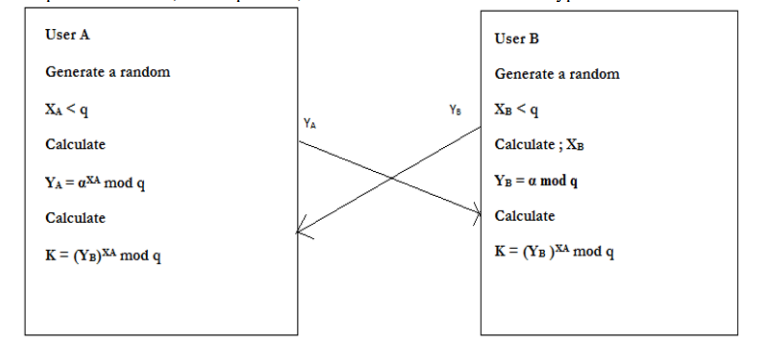 User A
Generate a random
XA < q
Calculate
YA = αXA mod q
Calculate
K = (YB)XA mod q
YA
YB
User B
Generate a random
XB < q
Calculate ; XB
YB = α mod q
Calculate
K = (YB )XA mod q